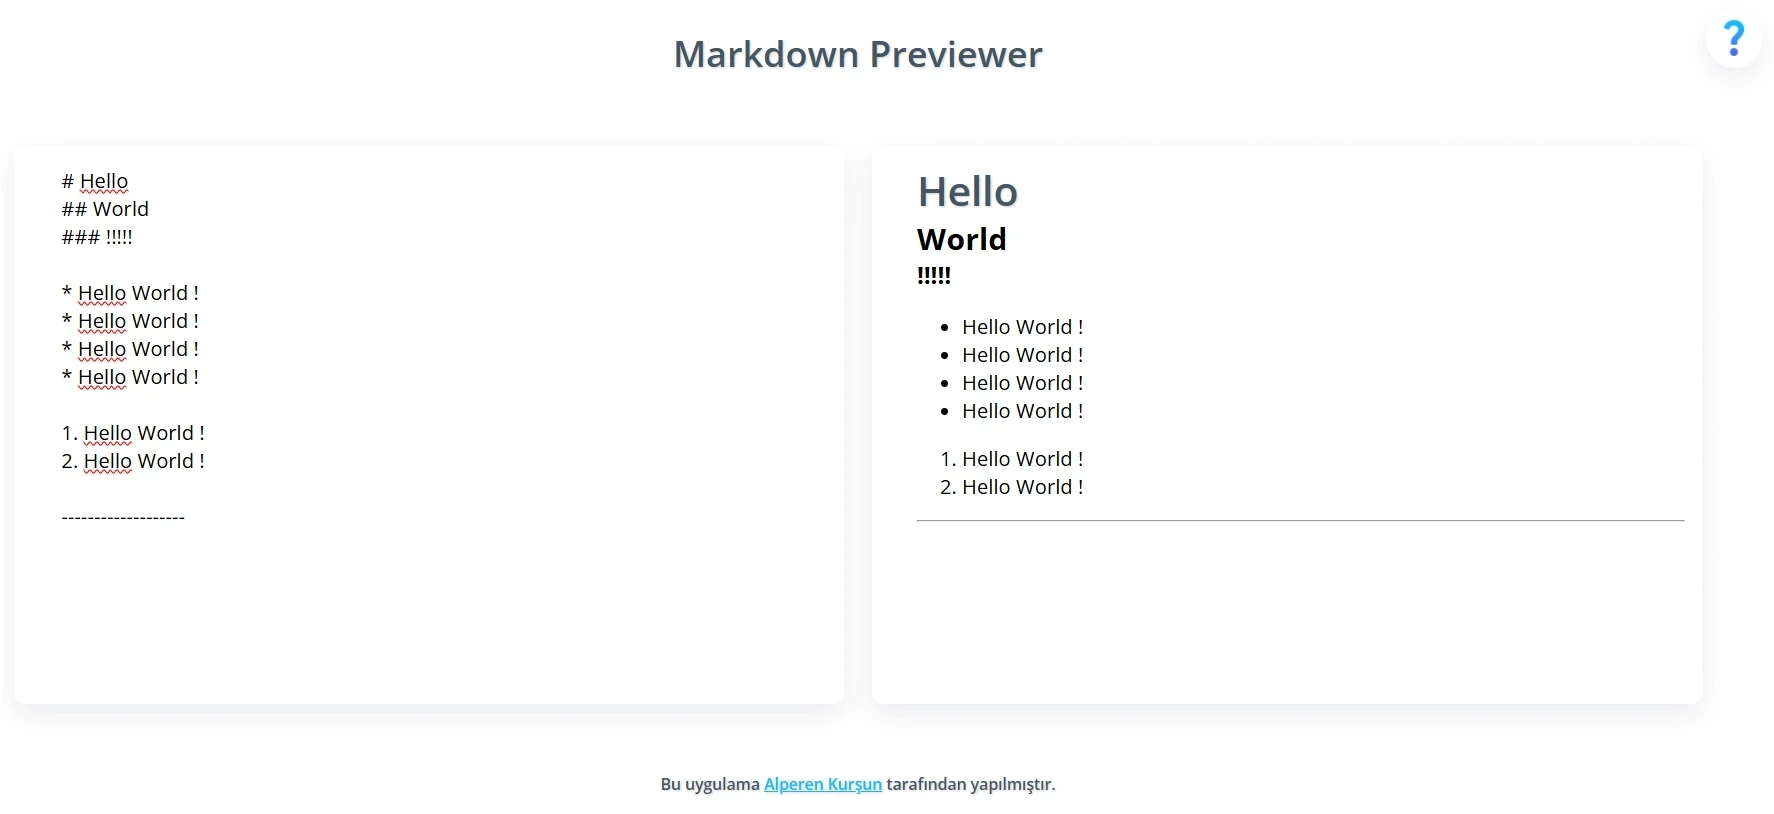 Markdown Previewer
?
# Hello
## World
### !!!!!
* Hello World !
* Hello World !
* Hello World !
* Hello World !
1. Hello World !
2. Hello World !
-------------------
Hello
World
!!!!!
• Hello World !
• Hello World !
• Hello World !
• Hello World !
1. Hello World !
2. Hello World !
Bu uygulama Alperen Kurşun tarafından yapılmıştır.